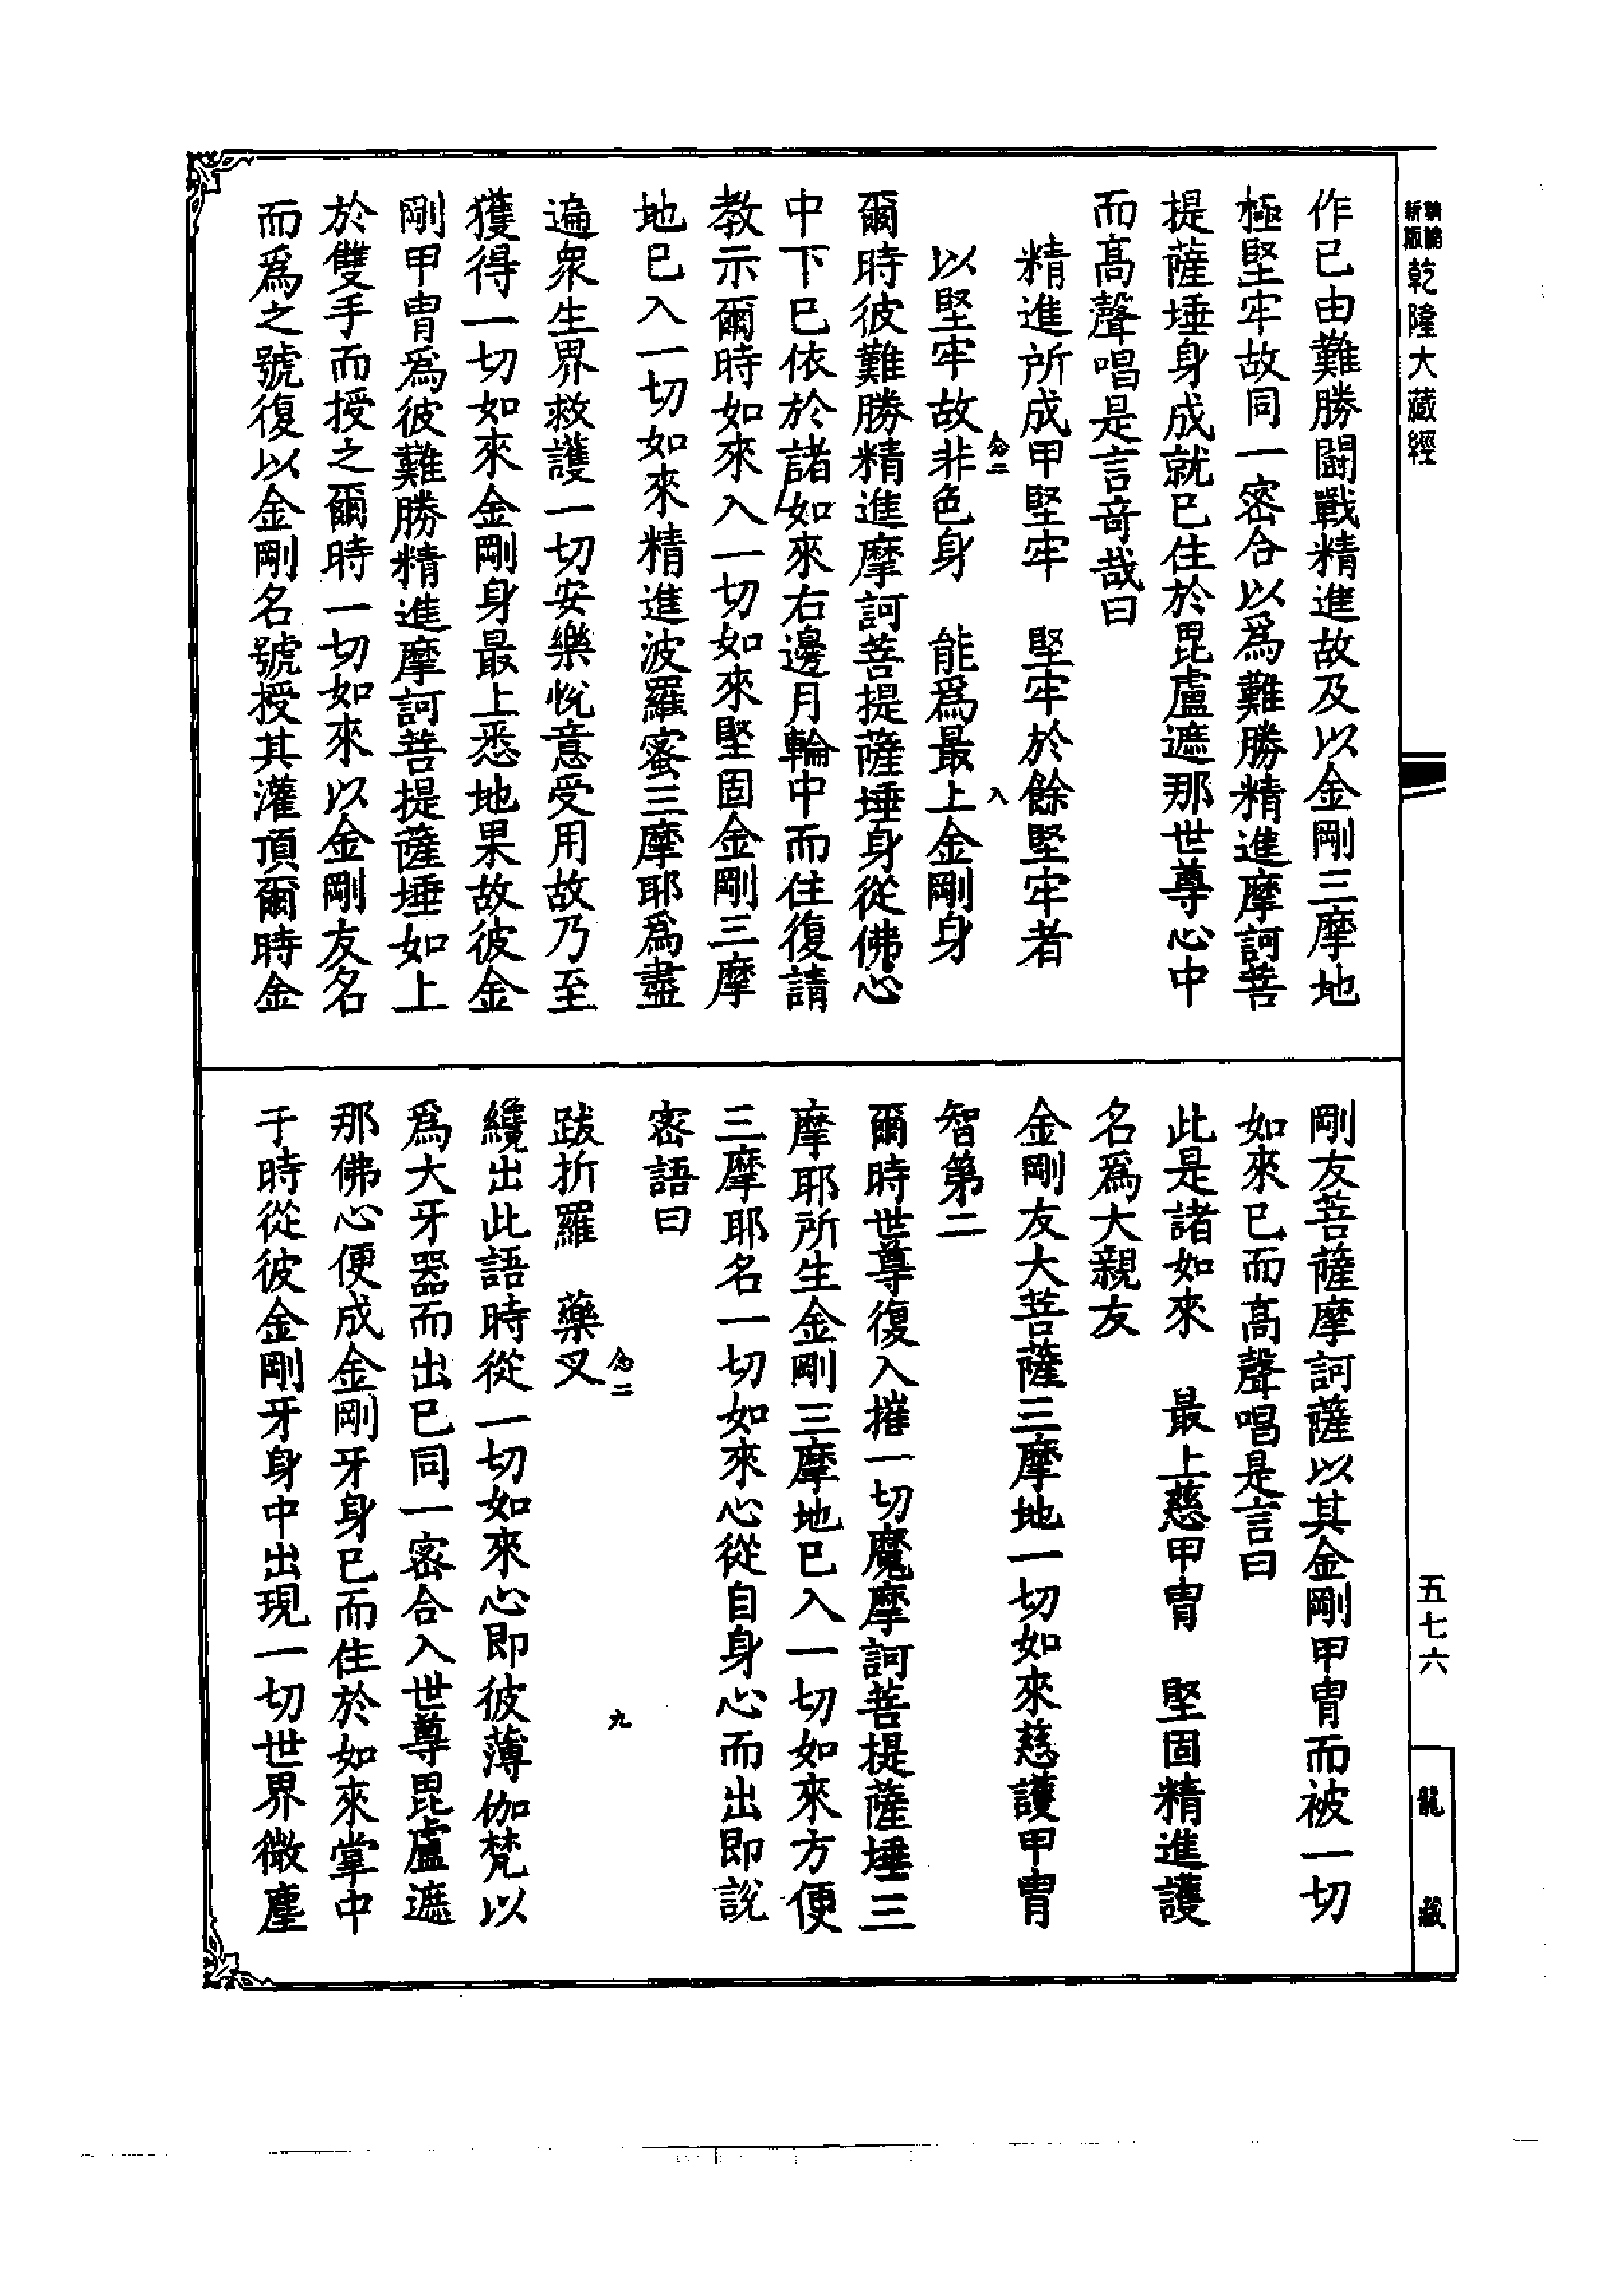 新版
乾隆大藏經
作已由難勝鬪戰精進故及以金剛三摩地
極堅牢故同一密合以爲難勝精進摩訶菩
提薩埵身成就已住於毘盧遮那世尊心中
而高聲唱是言奇哉曰
精進所成甲堅牢　堅牢於餘堅牢者
以堅牢故非色身　能爲最上金剛身
爾時彼難勝精進摩訶菩提薩埵身從佛心
中下已依於諸如來右邊月輪中而住復請
教示爾時如來入一切如來堅固金剛三摩
地已入一切如來精進波羅蜜三摩耶爲盡
遍衆生界救護一切安樂悅意受用故乃至
獲得一切如來金剛身最上悉地果故彼金
剛甲冑爲彼難勝精進摩訶菩提薩埵如上
於雙手而授之爾時一切如來以金剛友名
而爲之號復以金剛名號授其灌頂爾時金
剛友菩薩摩訶薩以其金剛甲冑而被一切
如來已而高聲唱是言曰
此是諸如來　最上慈甲冑　堅固精進護
名爲大親友
金剛友大菩薩三摩地一切如來慈護甲冑
智第二
爾時世尊復入摧一切魔摩訶菩提薩埵三
摩耶所生金剛三摩地已入一切如來方便
三摩耶名一切如來心從自身心而出即說
密語曰
跋折羅　藥叉
纔出此語時從一切如來心即彼薄伽梵以
爲大牙器而出已同一密合入世尊毘盧遮
那佛心便成金剛牙身已而住於如來掌中
于時從彼金剛牙身中出現一切世界微塵
五七六
龍藏